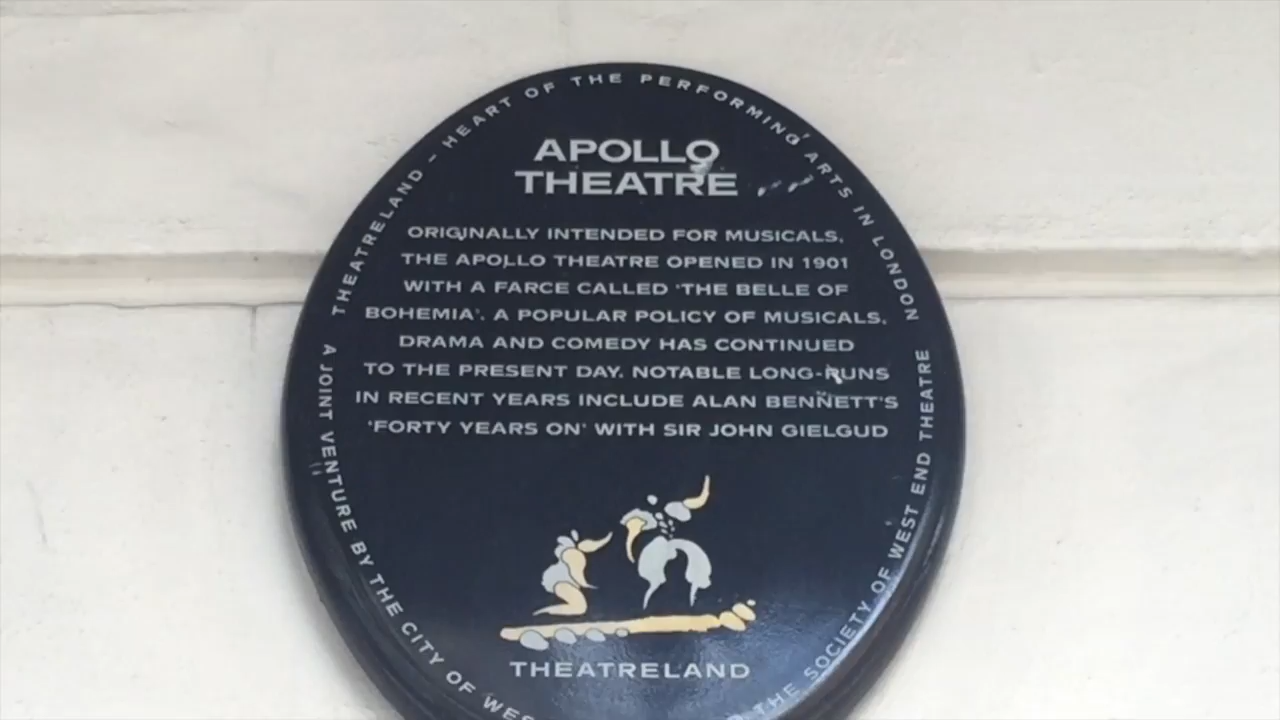 THEATRELAND – HEART OF THE PERFORMING ARTS IN LONDON
APOLLO
THEATRE
ORIGINALLY INTENDED FOR MUSICALS,
THE APOLLO THEATRE OPENED IN 1901
WITH A FARCE CALLED 'THE BELLE OF
BOHEMIA'. A POPULAR POLICY OF MUSICALS,
DRAMA AND COMEDY HAS CONTINUED
TO THE PRESENT DAY. NOTABLE LONG-RUNS
IN RECENT YEARS INCLUDE ALAN BENNETT'S
'FORTY YEARS ON' WITH SIR JOHN GIELGUD
THEATRELAND
A JOINT VENTURE BY THE CITY OF
THE SOCIETY OF WEST END THEATRE